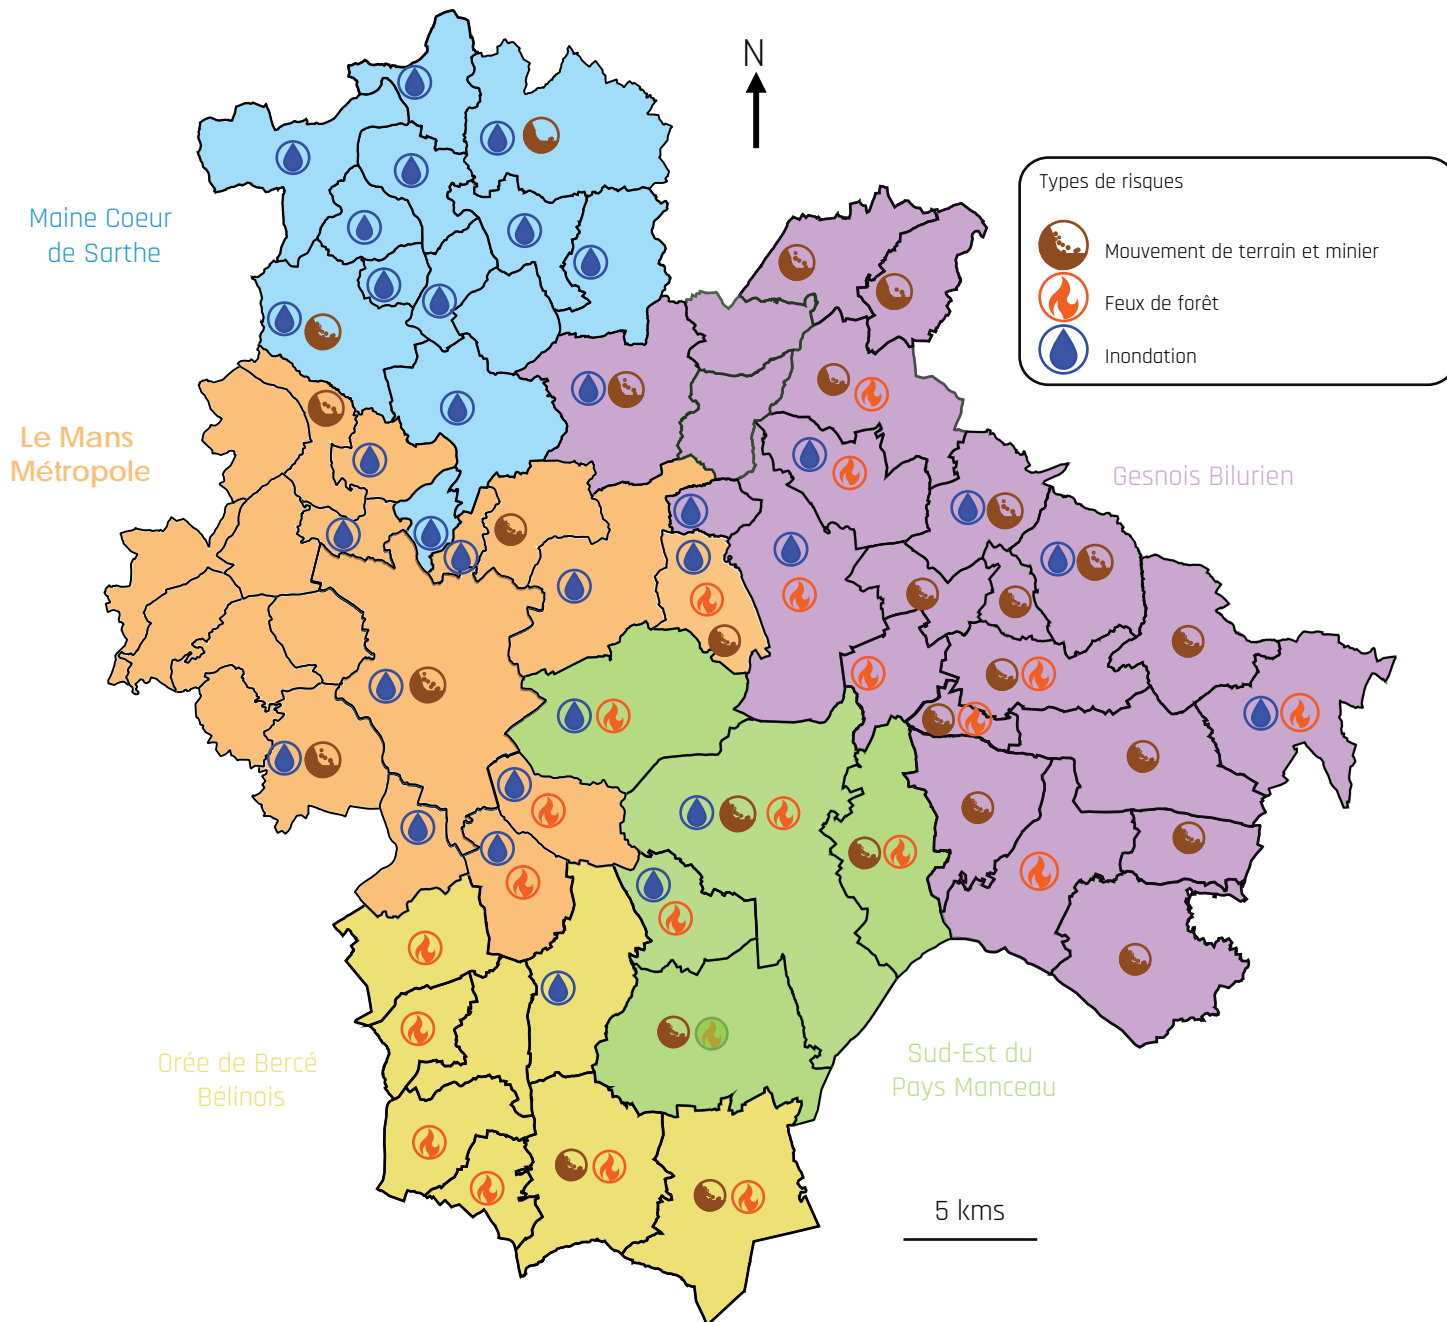 N
Types de risques
Mouvement de terrain et minier
Feux de forêt
Inondation
Maine Coeur
de Sarthe
Le Mans
Métropole
Gesnois Bilurien
Orée de Bercé
Bélinois
Sud-Est du
Pays Manceau
5 kms